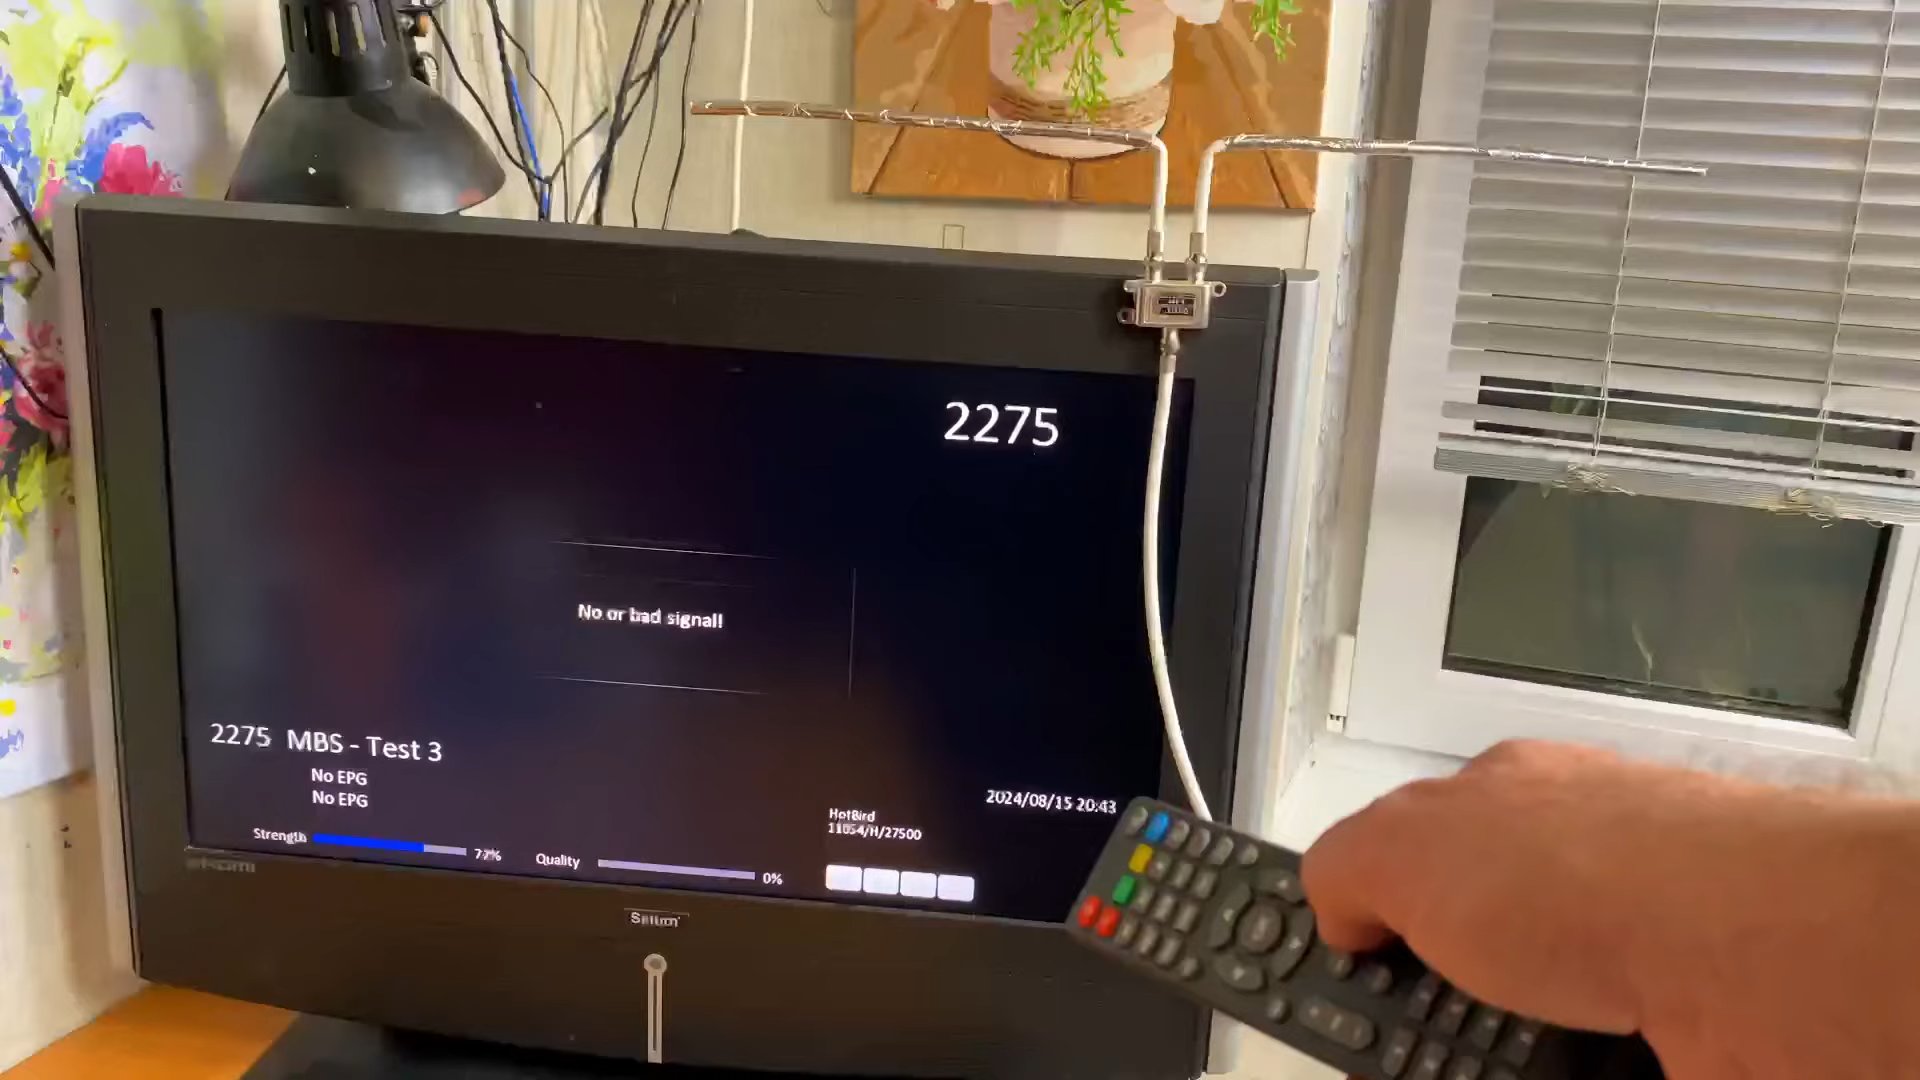 2275
No or bad signal!
2275 MBS - Test 3
No EPG
No EPG
2024/08/15 20:43
HotBird
11054/H/27500
Strength
Quality 0%
Saturn